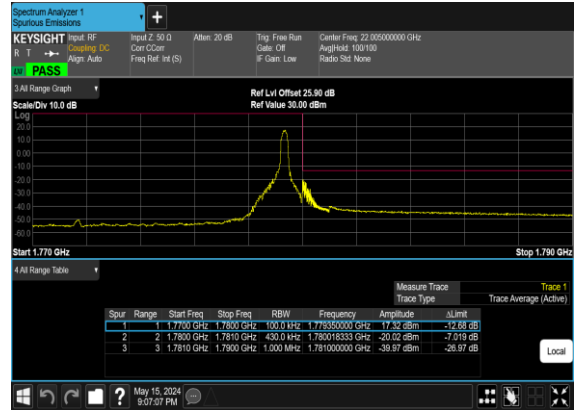 Spectrum Analyzer 1
Spurious Emissions
KEYSIGHT Input: RF Input Z: 50 Ω Atten: 20 dB Trig: Free Run Center Freq: 22.005000000 GHz
R T Coupling: DC Corr CCorr Gate: Off Avg|Hold: 100/100
Align: Auto Freq Ref: Int (S) IF Gain: Low Radio Std: None
LM PASS
3 All Range Graph
Ref Lvl Offset 25.90 dB
Scale/Div 10.0 dB Ref Value 30.00 dBm
Log
20.0
10.0
0.00
-10.0
-20.0
-30.0
-40.0
-50.0
-60.0
Start 1.770 GHz Stop 1.790 GHz
4 All Range Table
Measure Trace Trace 1
Trace Type Trace Average (Active)
Spur Range Start Freq Stop Freq RBW Frequency Amplitude ΔLimit
1 1 1.7700 GHz 1.7800 GHz 100.0 kHz 1.779350000 GHz 17.32 dBm -12.68 dB
2 2 1.7800 GHz 1.7810 GHz 430.0 kHz 1.780018333 GHz -20.02 dBm -7.019 dB
3 3 1.7810 GHz 1.7900 GHz 1.000 MHz 1.781000000 GHz -39.97 dBm -26.97 dB
Local
? May 15, 2024
9:07:07 PM